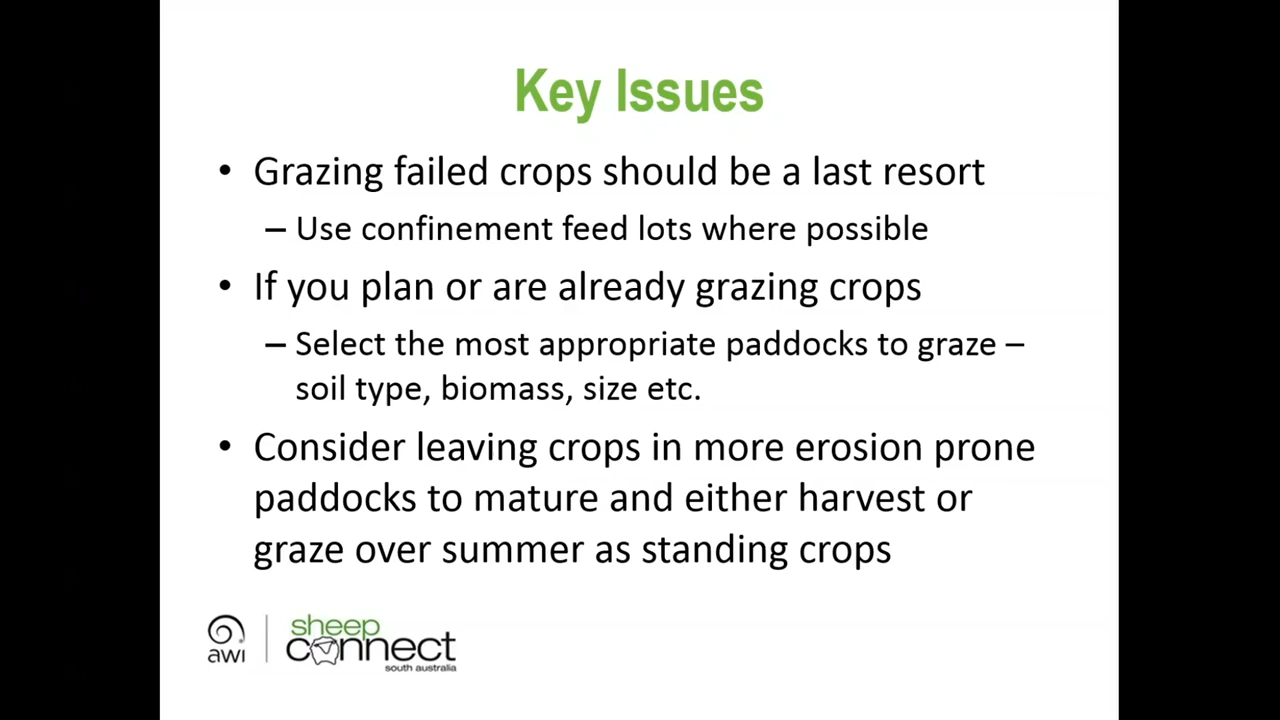 Key Issues
• Grazing failed crops should be a last resort
– Use confinement feed lots where possible
• If you plan or are already grazing crops
– Select the most appropriate paddocks to graze –
soil type, biomass, size etc.
• Consider leaving crops in more erosion prone
paddocks to mature and either harvest or
graze over summer as standing crops
awi
sheep
connect
south australia